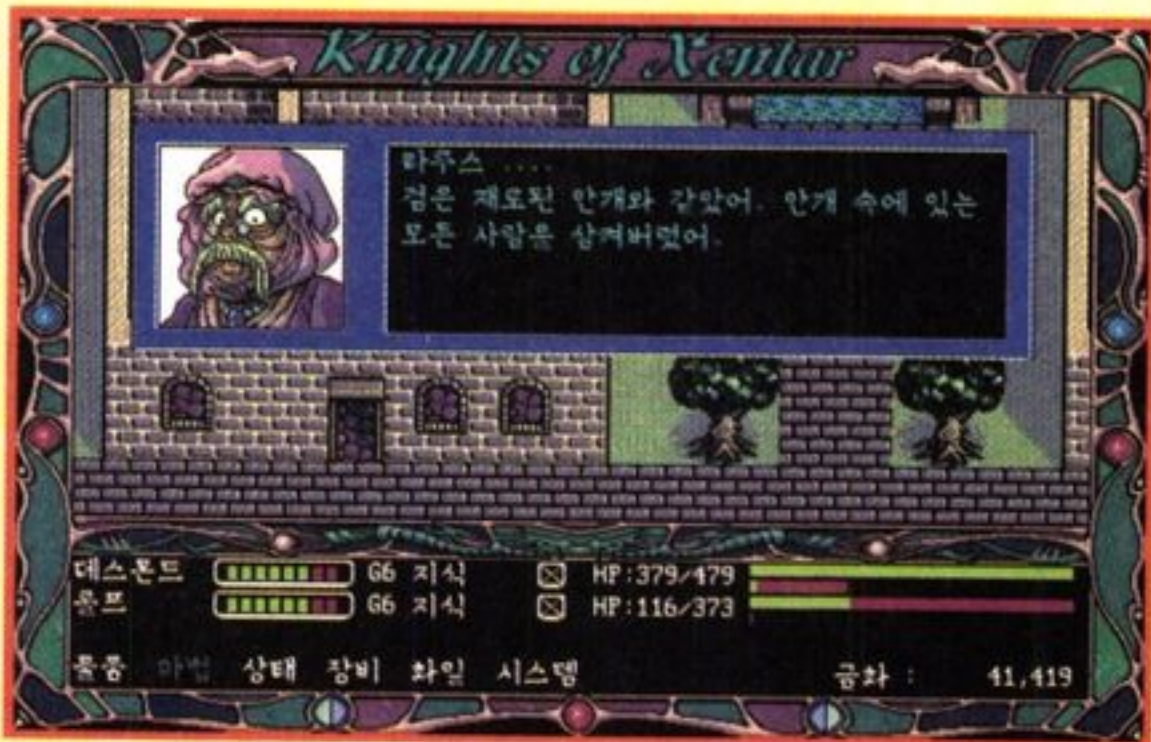 Knights of Xentar
마주스 ....
검은 재로된 안개와 같았어. 안개 속에 있는
모든 사람을 삼켜버렸어.
데스몬드 G6 지식 HP:379/479
롤프 G6 지식 HP:116/373
물품 마법 상태 장비 화일 시스템 금화 : 41,419